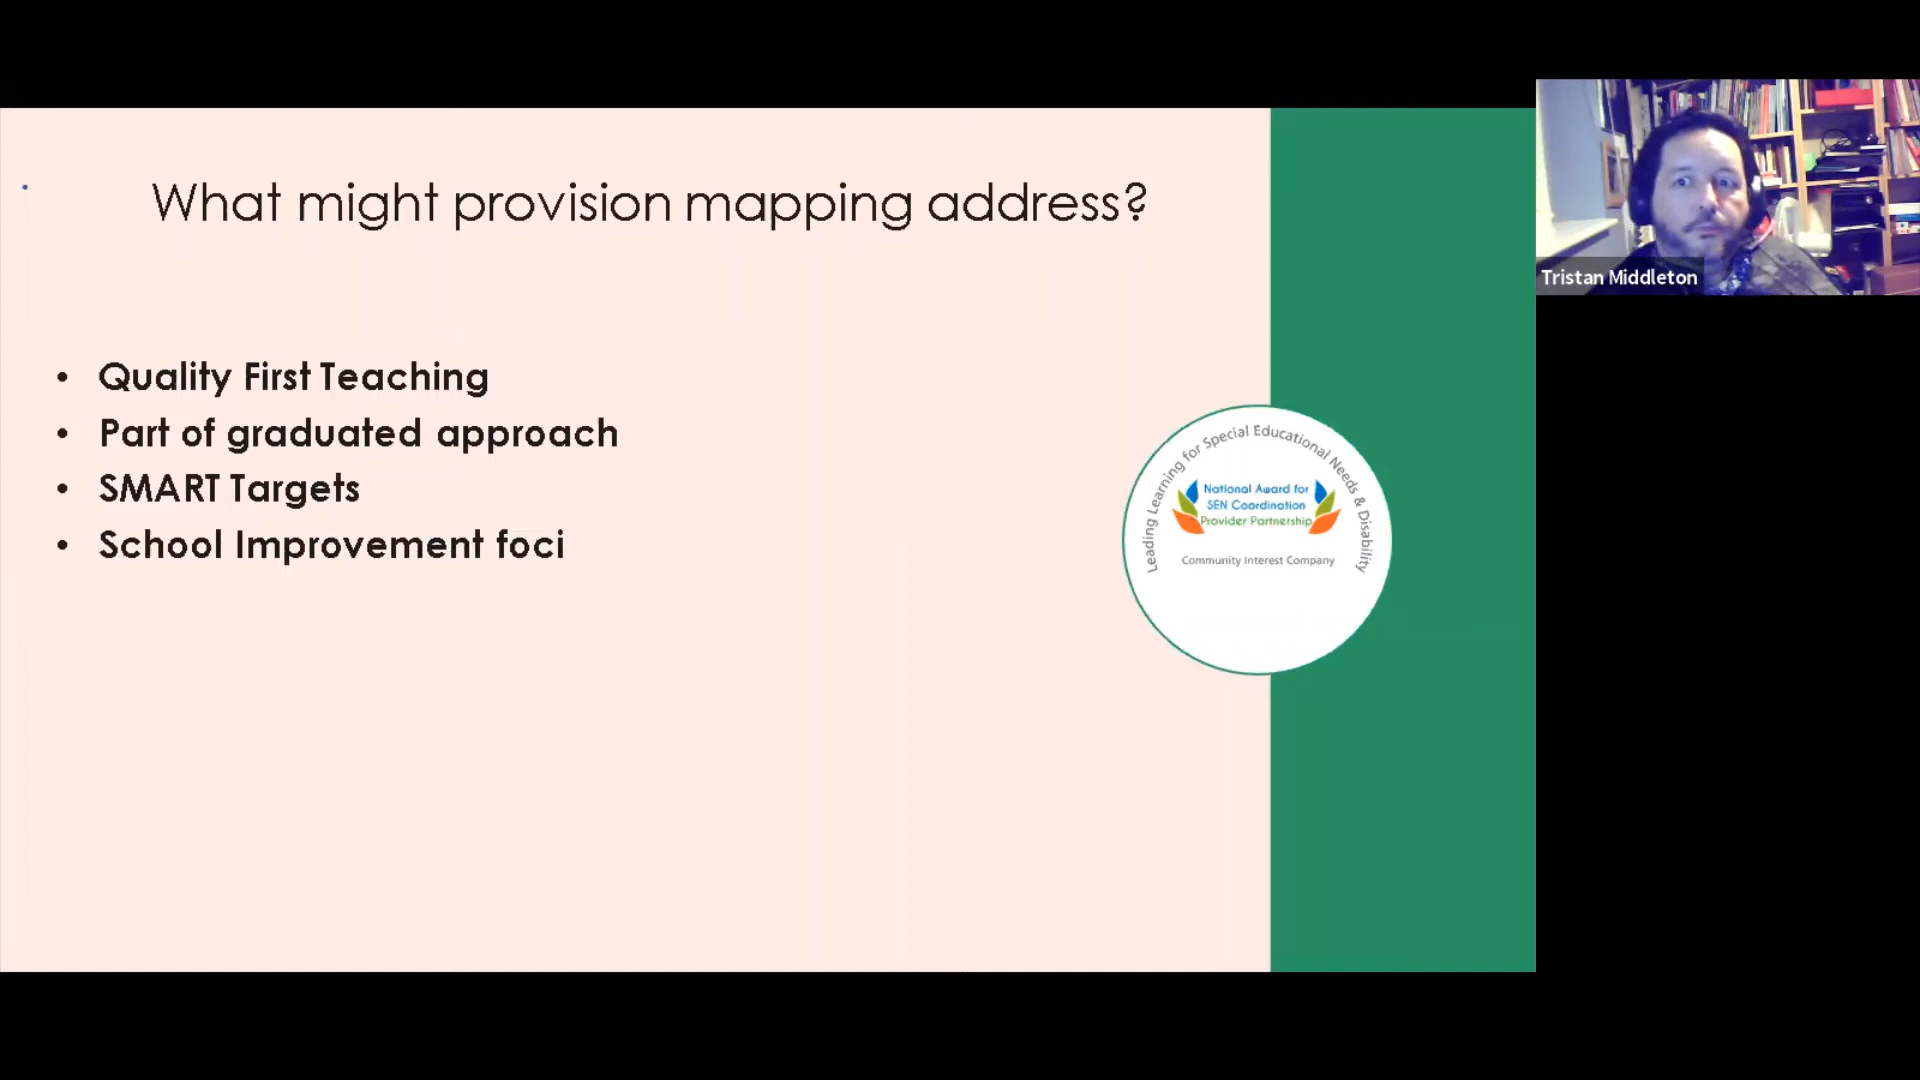 What might provision mapping address?
• Quality First Teaching
• Part of graduated approach
• SMART Targets
• School Improvement foci
Leading Learning for Special Educational Needs & Disability
National Award for
SEN Coordination
Provider Partnership
Community Interest Company
Tristan Middleton